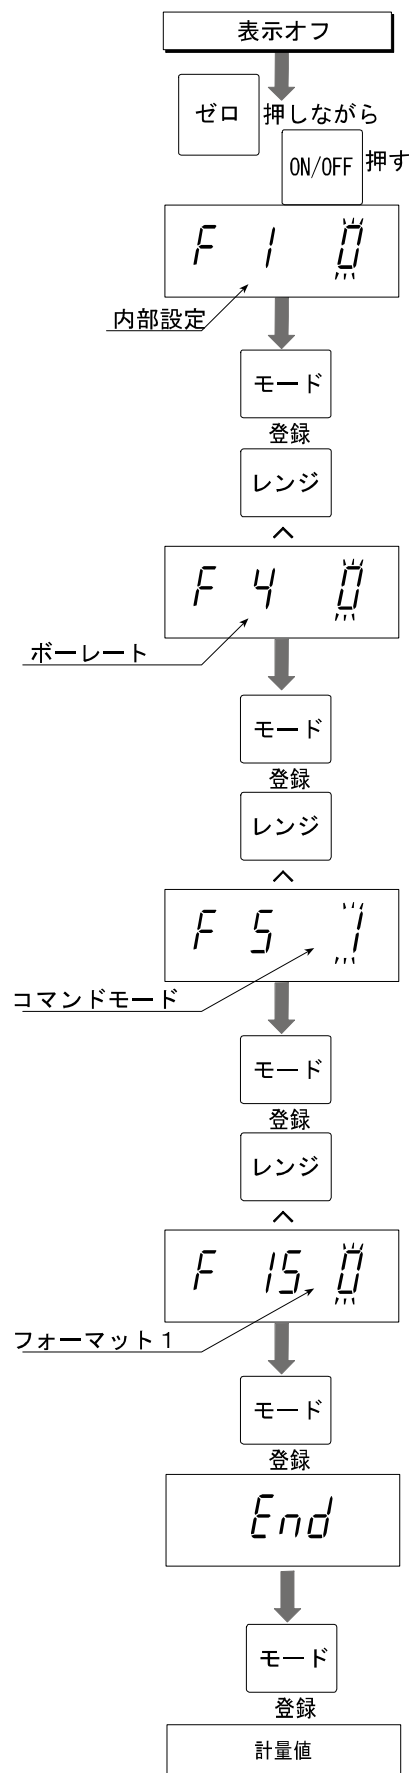 表示オフ
ゼロ 押しながら
ON/OFF 押す
F 1 0
内部設定
モード
登録
レンジ
^
F 4 0
ボーレート
モード
登録
レンジ
^
F 5 1
コマンドモード
モード
登録
レンジ
^
F 15 0
フォーマット1
モード
登録
End
モード
登録
計量値